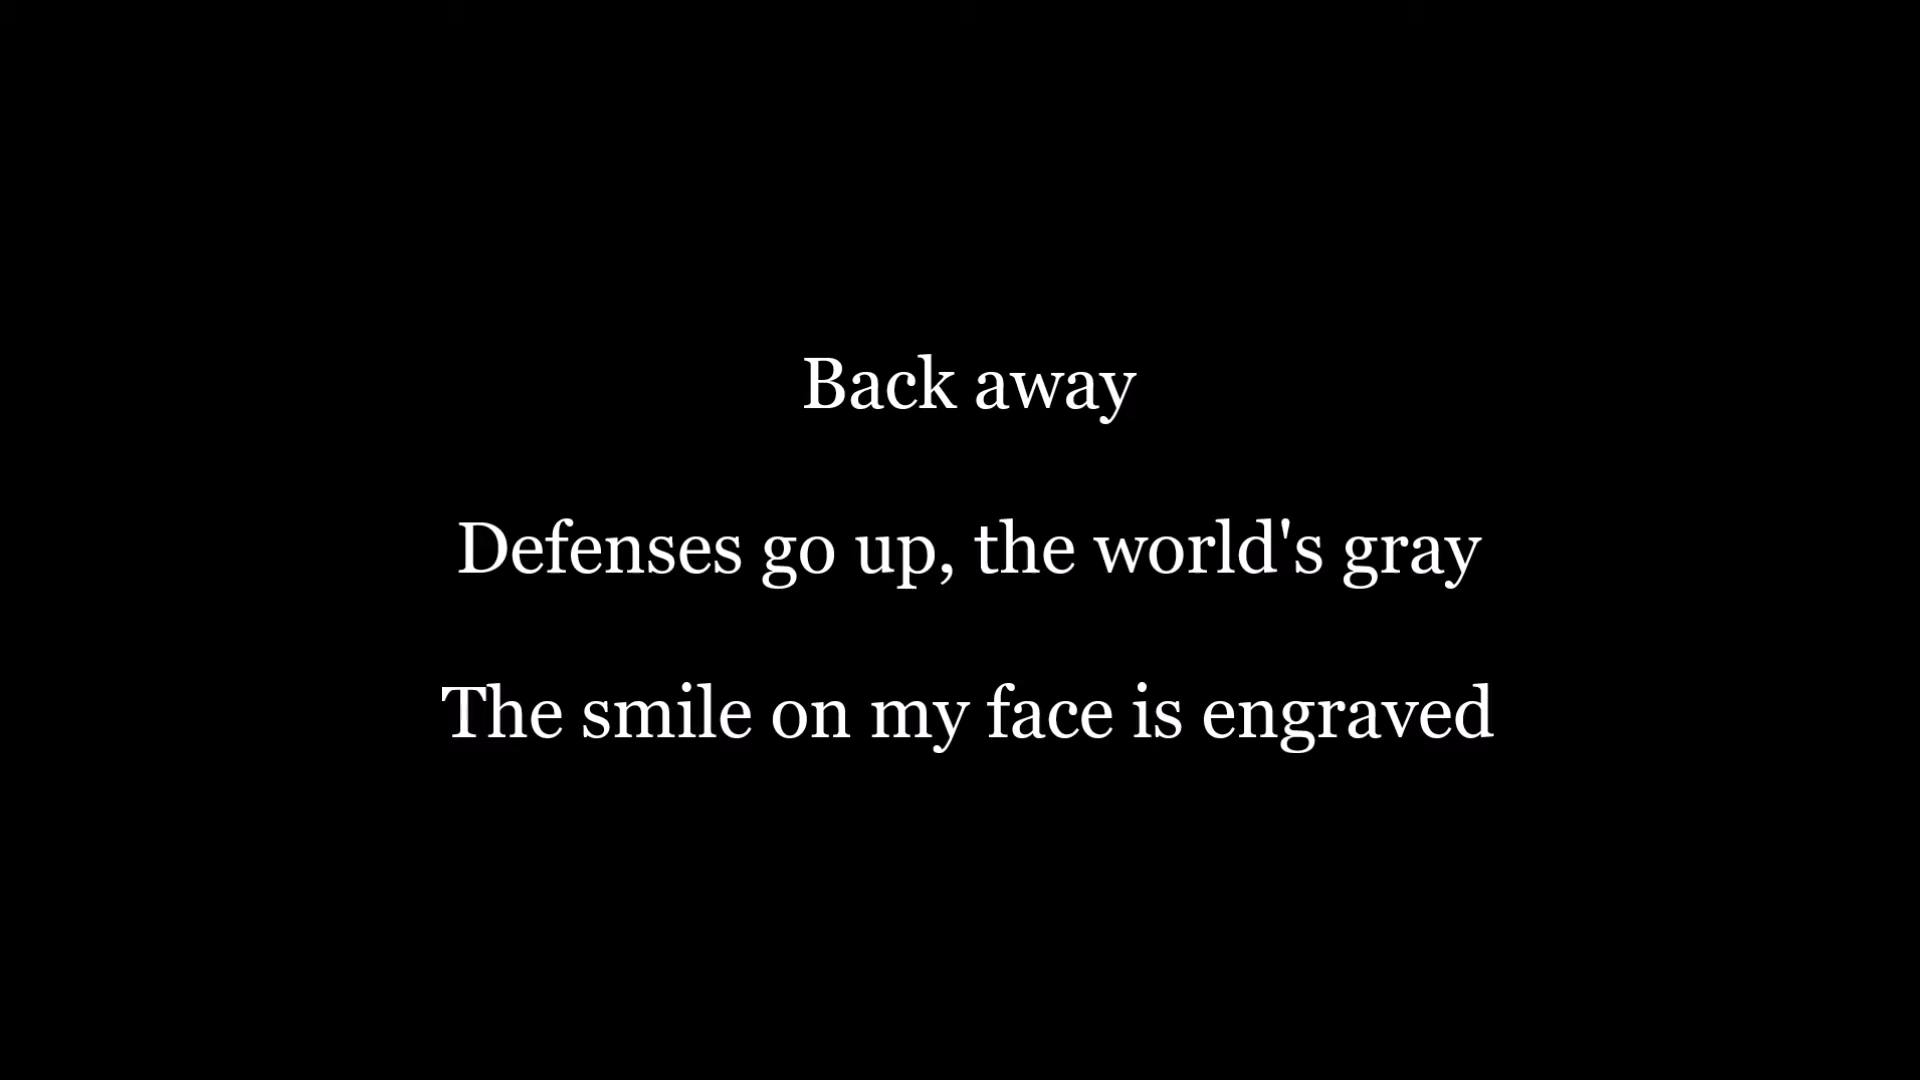 Back away
Defenses go up, the world's gray
The smile on my face is engraved